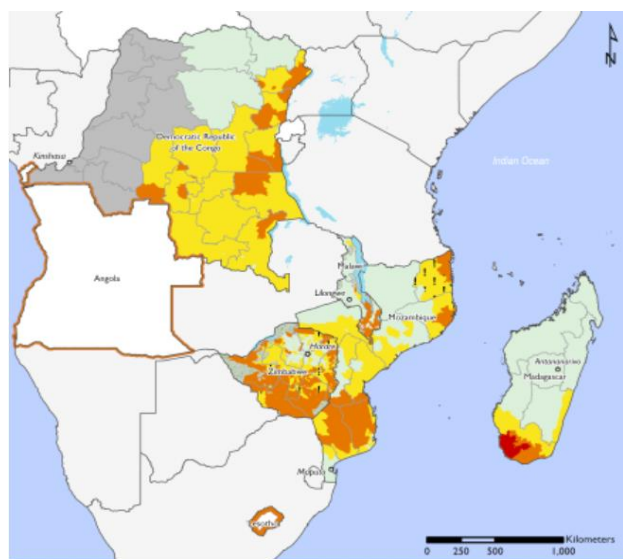 N
Democratic Republic
of the Congo
Kinshasa
Indian Ocean
Angola
Malawi
Lilongwe
Mozambique
Harare
Zimbabwe
Antananarivo
Madagascar
Maputo
Lesotho
Kilometers
0 250 500 1,000